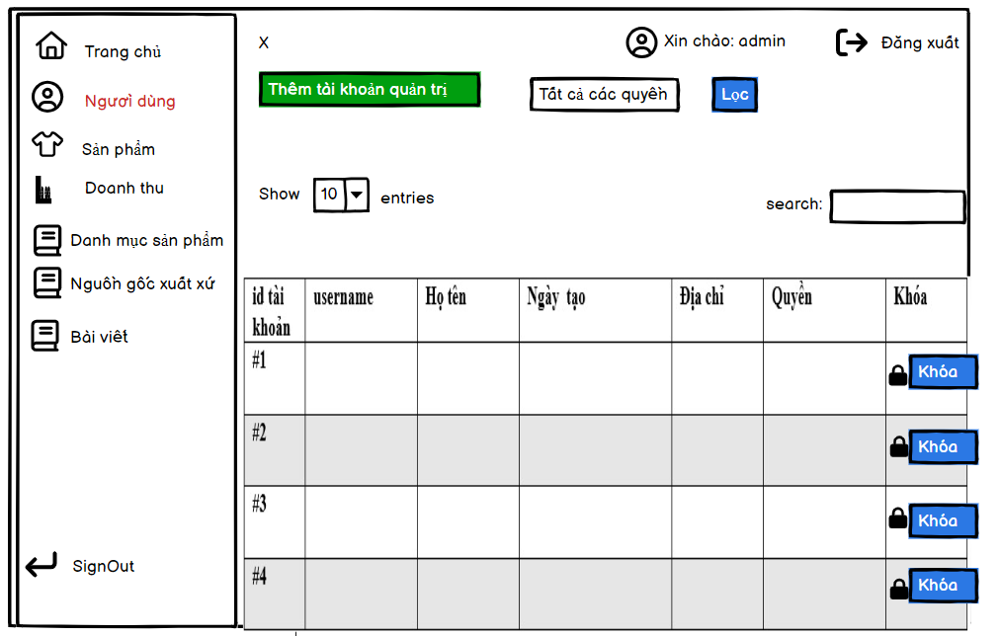 Trang chủ
Người dùng
Sản phẩm
Doanh thu
Danh mục sản phẩm
Nguồn gốc xuất xứ
Bài viết
SignOut
X
Xin chào: admin
Đăng xuất
Thêm tài khoản quản trị
Tất cả các quyền
Lọc
Show 10 entries
search:
id tài khoản username Họ tên Ngày tạo Địa chỉ Quyền Khóa
#1 Khóa
#2 Khóa
#3 Khóa
#4 Khóa